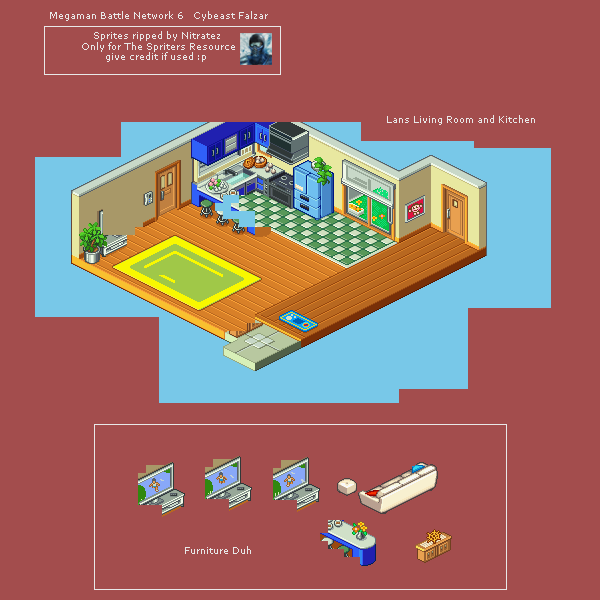 Megaman Battle Network 6   Cybeast Falzar
Sprites ripped by Nitratez
Only for The Spriters Resource
give credit if used :p
Lans Living Room and Kitchen
Furniture Duh